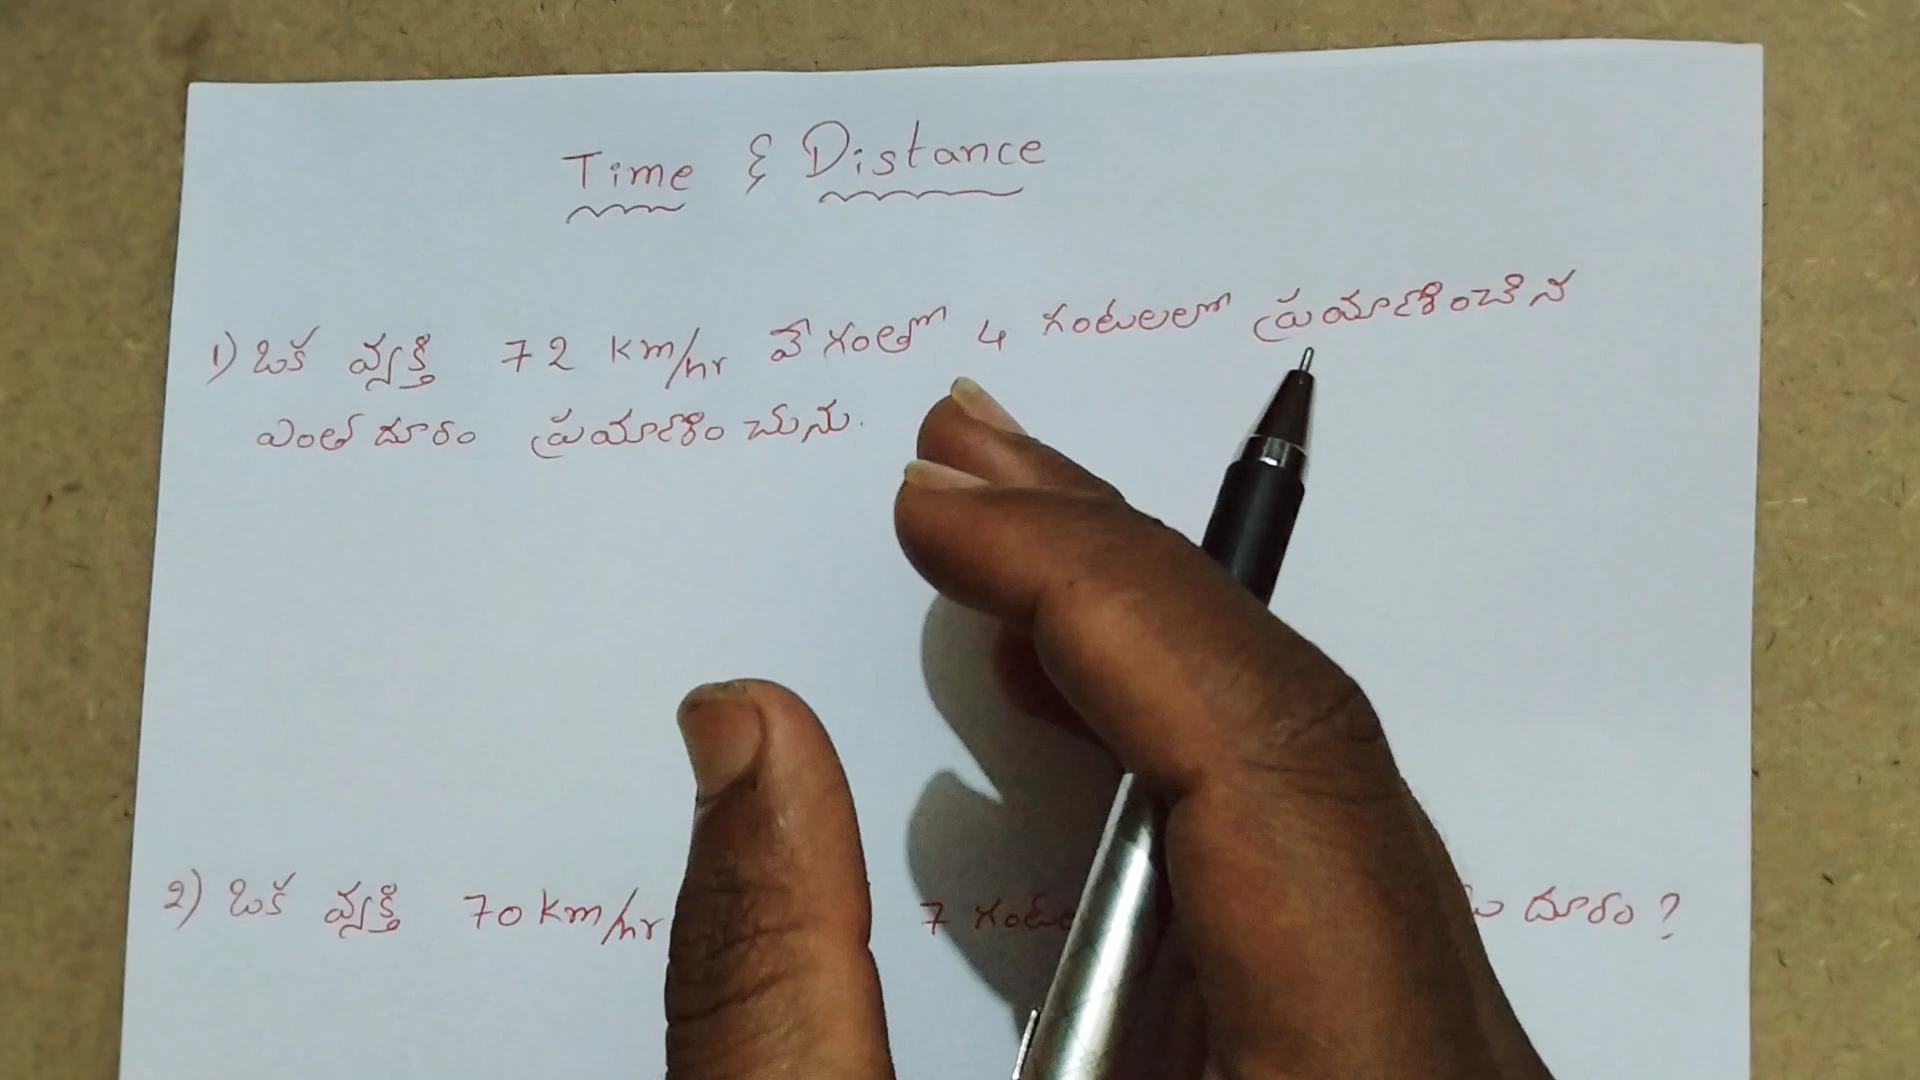 Time & Distance
1) ఒక వ్యక్తి 72 km/hr వేగంతో 4 గంటలలో ప్రయాణించిన
ఎంత దూరం ప్రయాణించును.
2) ఒక వ్యక్తి 70 km/hr 7 దూరం ?